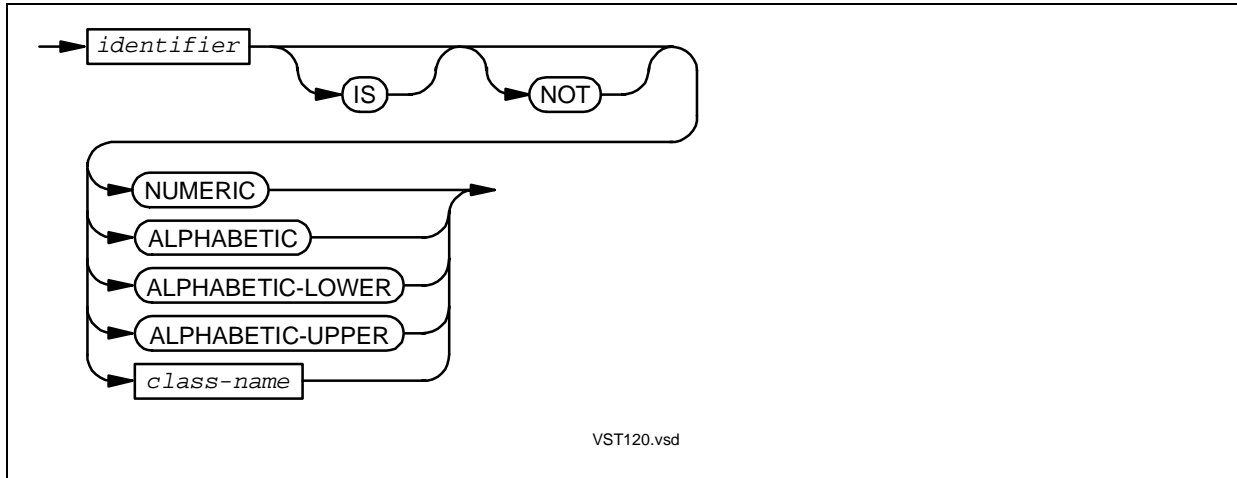 identifier
IS
NOT
NUMERIC
ALPHABETIC
ALPHABETIC-LOWER
ALPHABETIC-UPPER
class-name
VST120.vsd